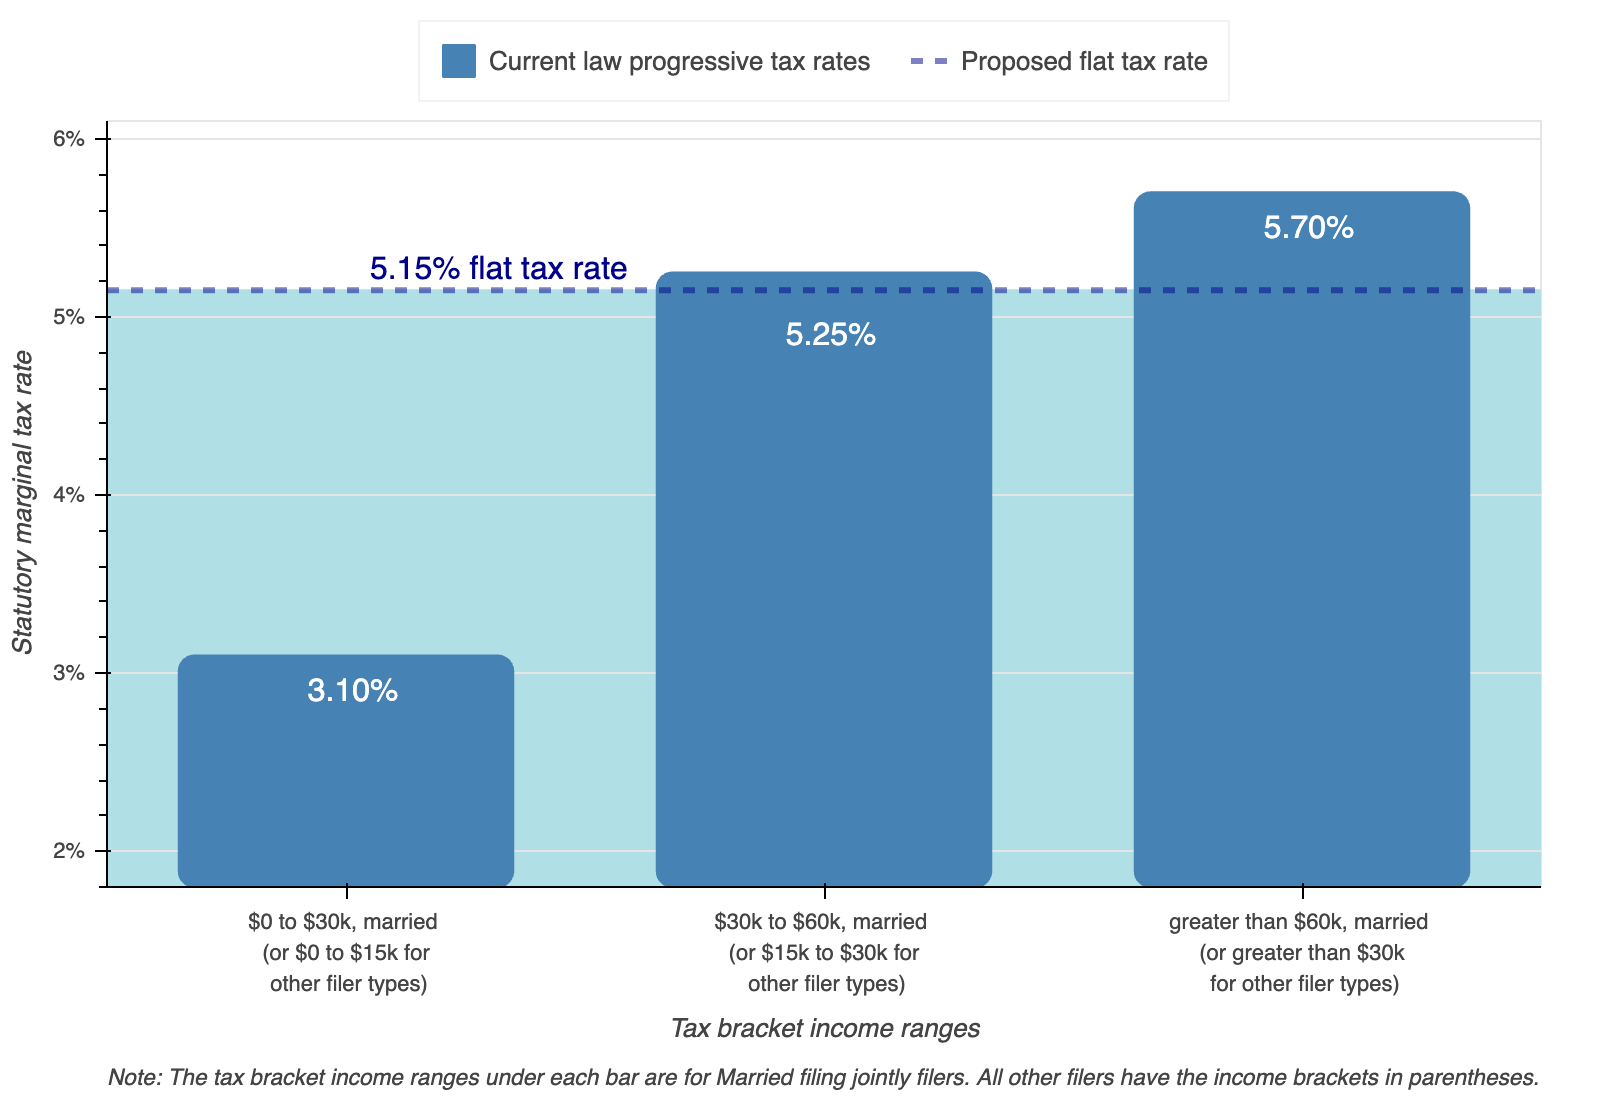 Current law progressive tax rates
Proposed flat tax rate
6%
5%
4%
3%
2%
Statutory marginal tax rate
5.15% flat tax rate
3.10%
5.25%
5.70%
$0 to $30k, married
(or $0 to $15k for
other filer types)
$30k to $60k, married
(or $15k to $30k for
other filer types)
greater than $60k, married
(or greater than $30k
for other filer types)
Tax bracket income ranges
Note: The tax bracket income ranges under each bar are for Married filing jointly filers. All other filers have the income brackets in parentheses.